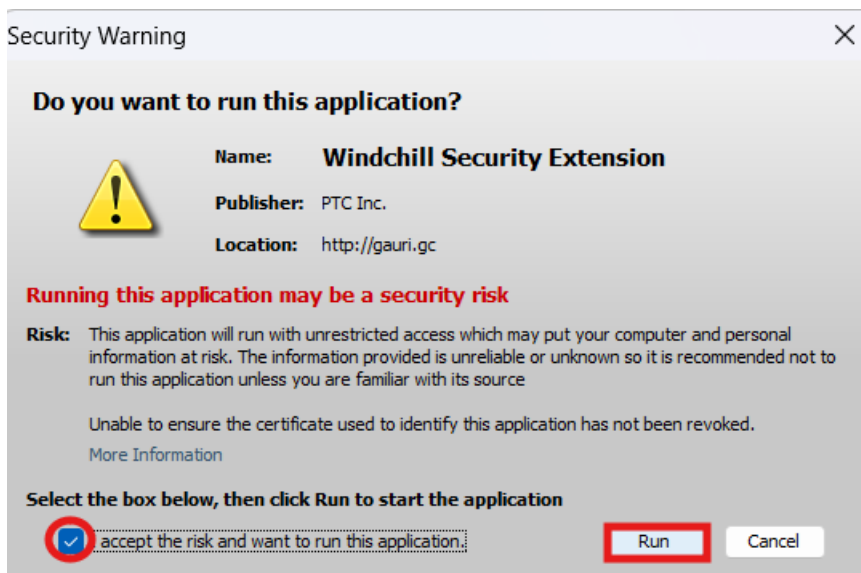 Security Warning
Do you want to run this application?
Name: Windchill Security Extension
Publisher: PTC Inc.
Location: http://gauri.gc
Running this application may be a security risk
Risk: This application will run with unrestricted access which may put your computer and personal
information at risk. The information provided is unreliable or unknown so it is recommended not to
run this application unless you are familiar with its source
Unable to ensure the certificate used to identify this application has not been revoked.
More Information
Select the box below, then click Run to start the application
accept the risk and want to run this application.
Run Cancel